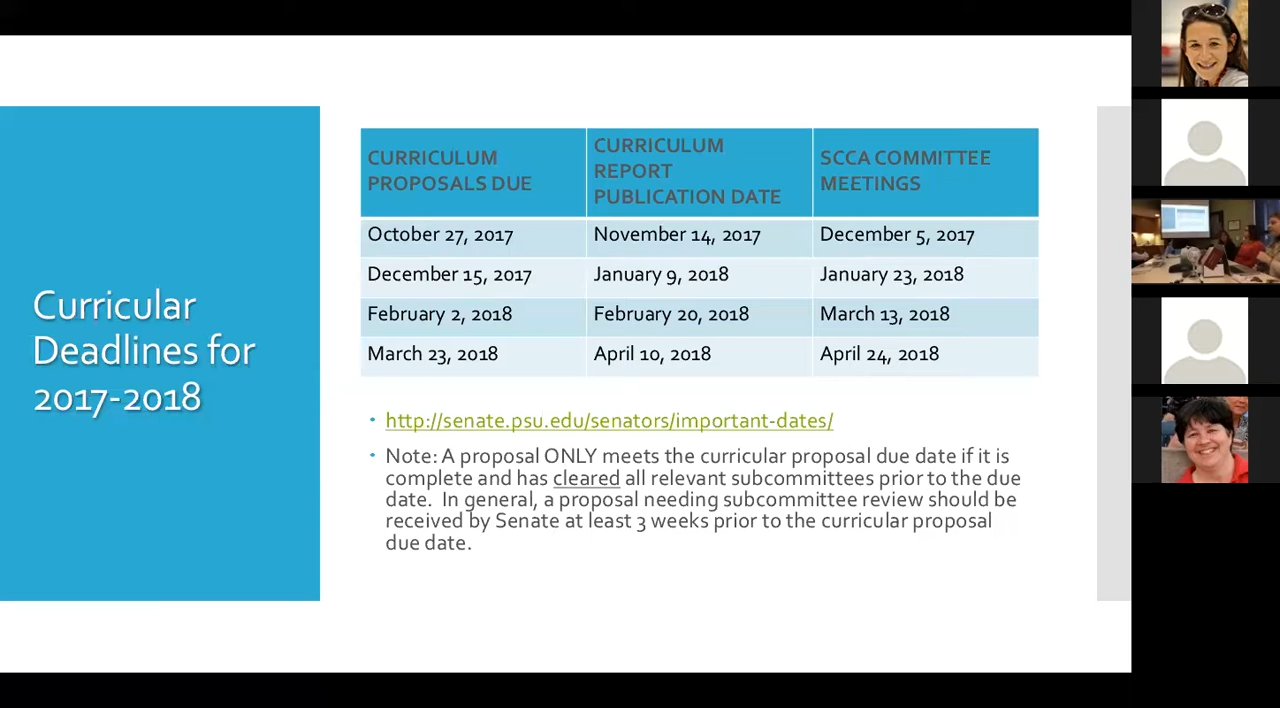 Curricular
Deadlines for
2017-2018
CURRICULUM
PROPOSALS DUE
CURRICULUM
REPORT
PUBLICATION DATE
SCCA COMMITTEE
MEETINGS
October 27, 2017 November 14, 2017 December 5, 2017
December 15, 2017 January 9, 2018 January 23, 2018
February 2, 2018 February 20, 2018 March 13, 2018
March 23, 2018 April 10, 2018 April 24, 2018
• http://senate.psu.edu/senators/important-dates/
• Note: A proposal ONLY meets the curricular proposal due date if it is
complete and has cleared all relevant subcommittees prior to the due
date. In general, a proposal needing subcommittee review should be
received by Senate at least 3 weeks prior to the curricular proposal
due date.